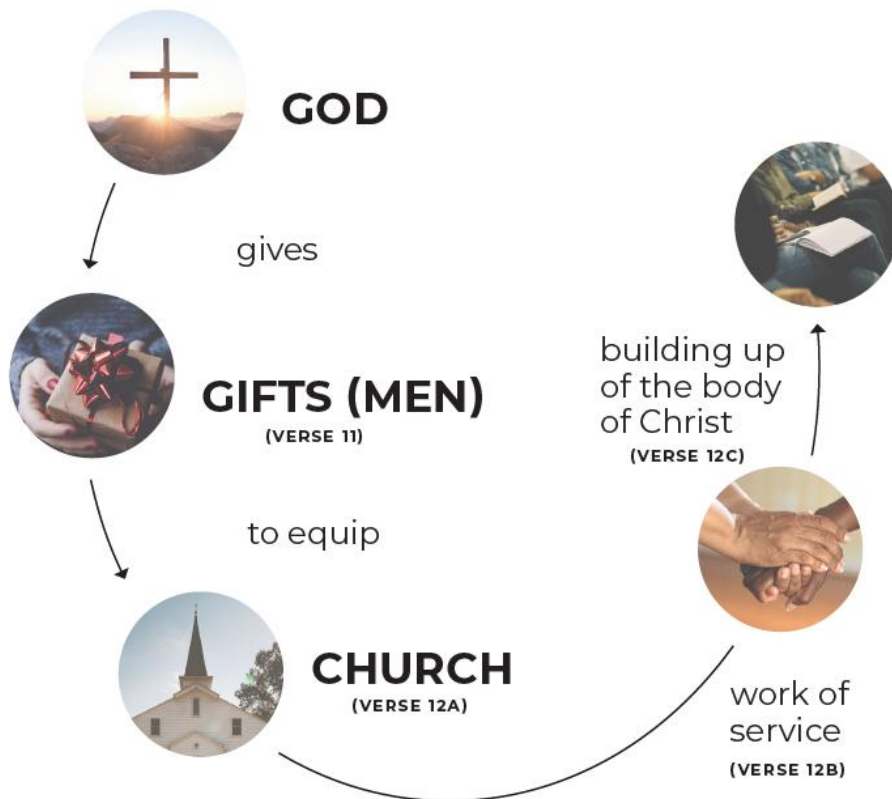 GOD
gives
GIFTS (MEN)
(VERSE 11)
to equip
CHURCH
(VERSE 12A)
work of
service
(VERSE 12B)
building up
of the body
of Christ
(VERSE 12C)